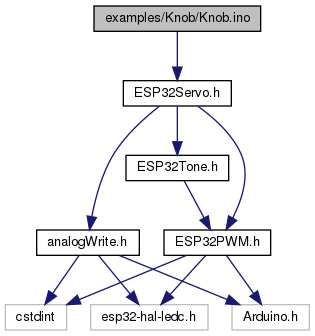 examples/Knob/Knob.ino
ESP32Servo.h
ESP32Tone.h
analogWrite.h
ESP32PWM.h
cstdint
esp32-hal-ledc.h
Arduino.h